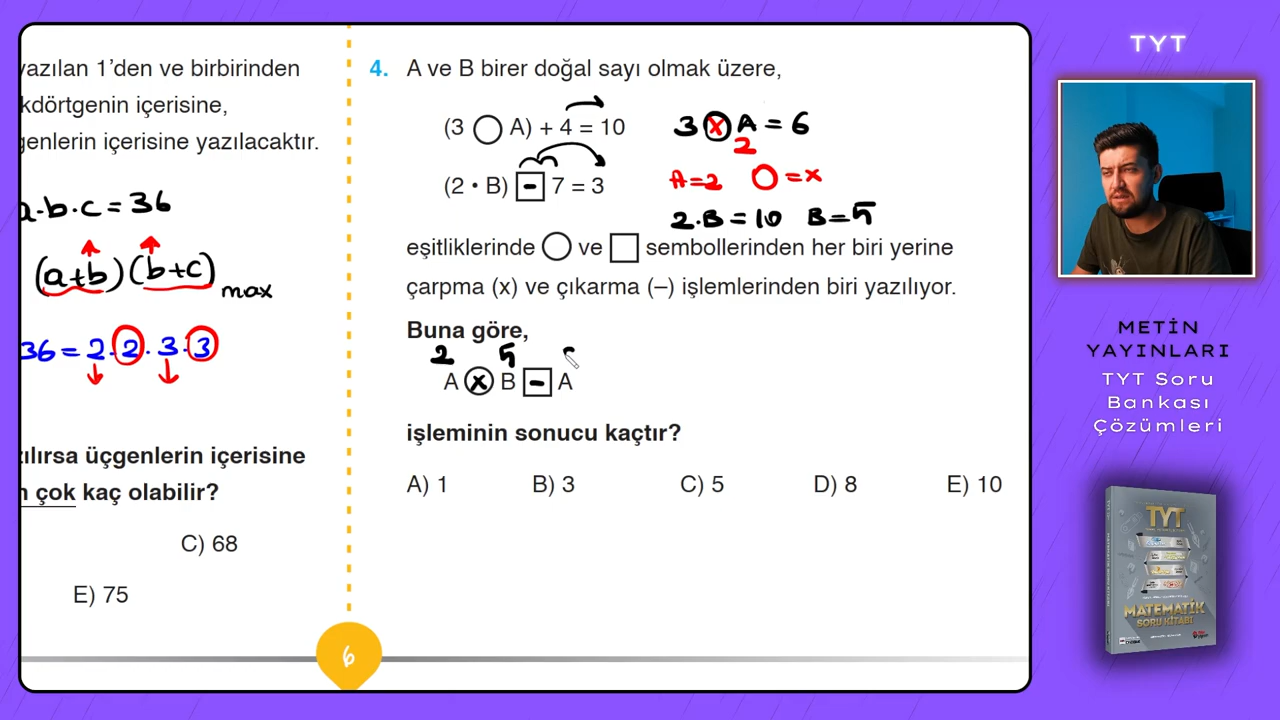 yazılan 1'den ve birbirinden
kdörtgenin içerisine,
genlerin içerisine yazılacaktır.
a·b·c = 36
(a+b)(b+c) max
36 = 2·2·3·3
zılırsa üçgenlerin içerisine
n çok kaç olabilir?
C) 68
E) 75
6
4. A ve B birer doğal sayı olmak üzere,
(3 ◯ A) + 4 = 10
3 x A = 6
2
(2 • B) - 7 = 3
A=2 ◯=x
2·B=10 B=5
eşitliklerinde ◯ ve □ sembollerinden her biri yerine
çarpma (x) ve çıkarma (–) işlemlerinden biri yazılıyor.
Buna göre,
2 5
A x B - A
işleminin sonucu kaçtır?
A) 1 B) 3 C) 5 D) 8 E) 10
TYT
METİN
YAYINLARI
TYT Soru
Bankası
Çözümleri
TYT
MATEMATİK
SORU KİTABI